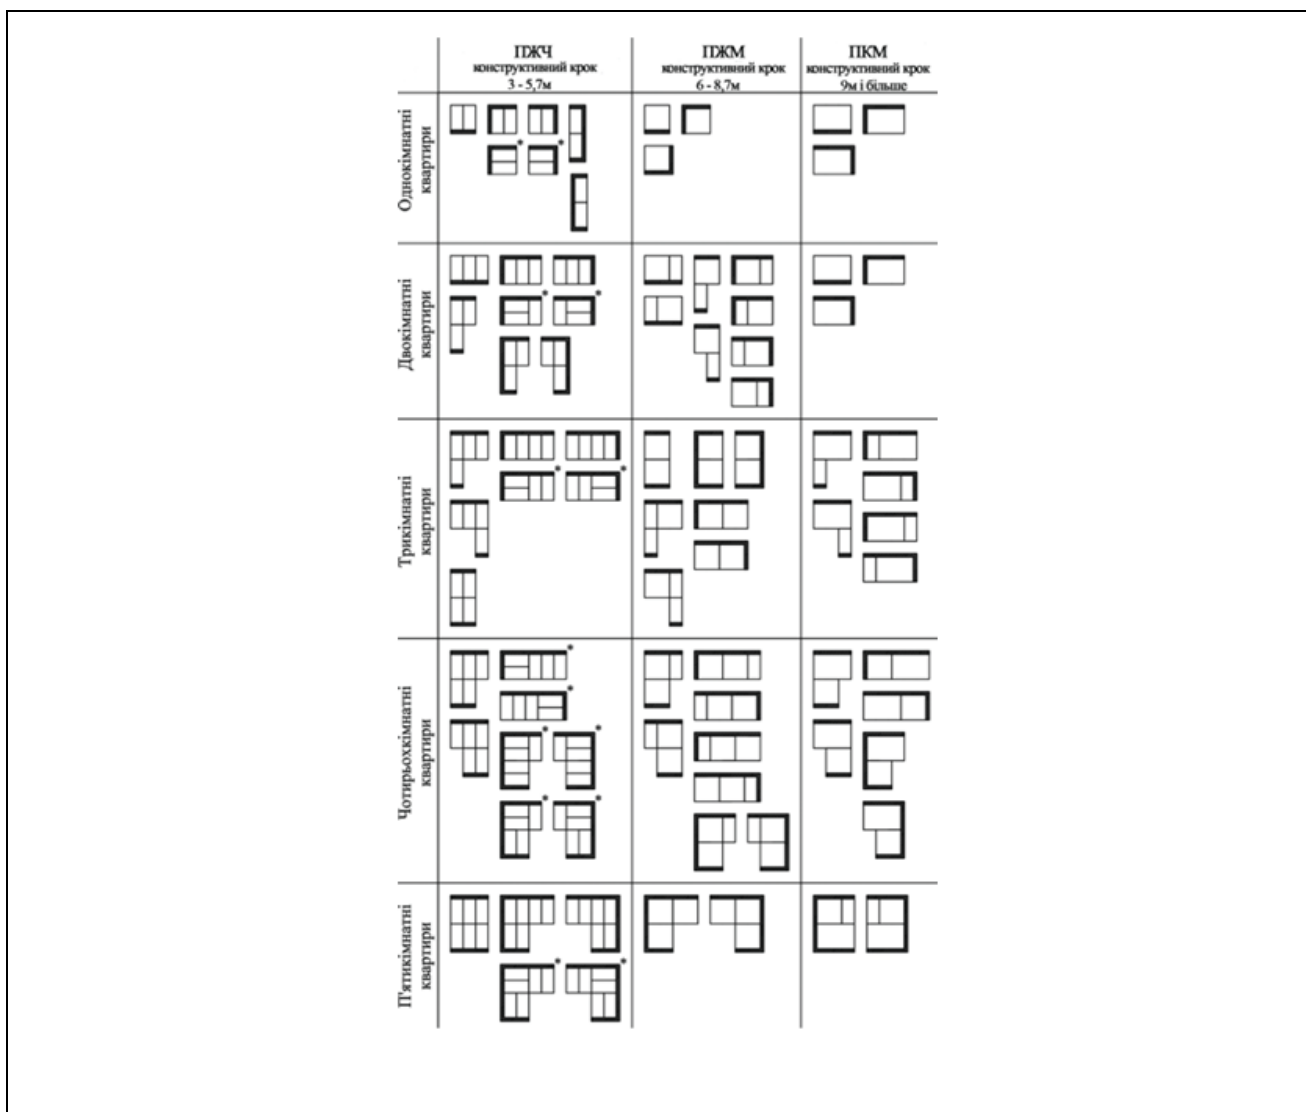 ПЖЧ
конструктивний крок
3 - 5,7м
ПЖМ
конструктивний крок
6 - 8,7м
ПКМ
конструктивний крок
9м і більше
Однокімнатні
квартири
*
*
Двокімнатні
квартири
*
*
Трикімнатні
квартири
*
*
Чотирьохкімнатні
квартири
*
*
*
*
*
*
П'ятикімнатні
квартири
*
*